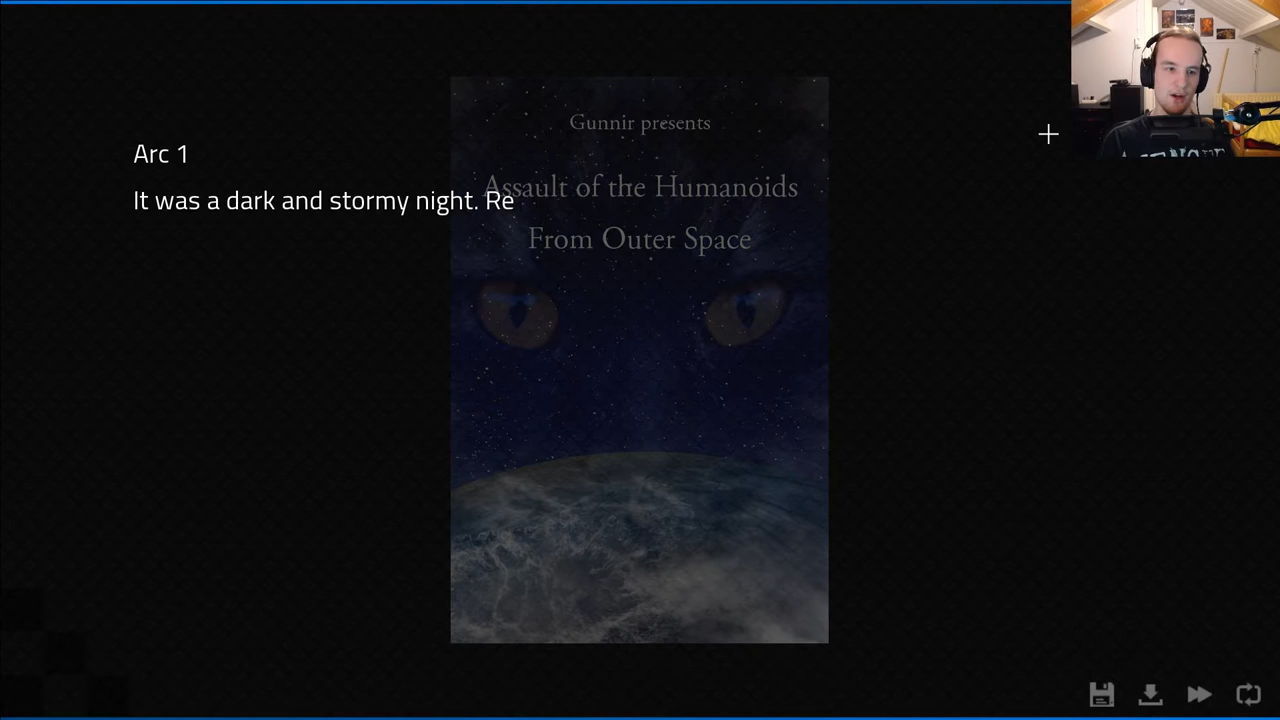 Gunnir presents
Arc 1
Assault of the Humanoids
It was a dark and stormy night. Re
From Outer Space